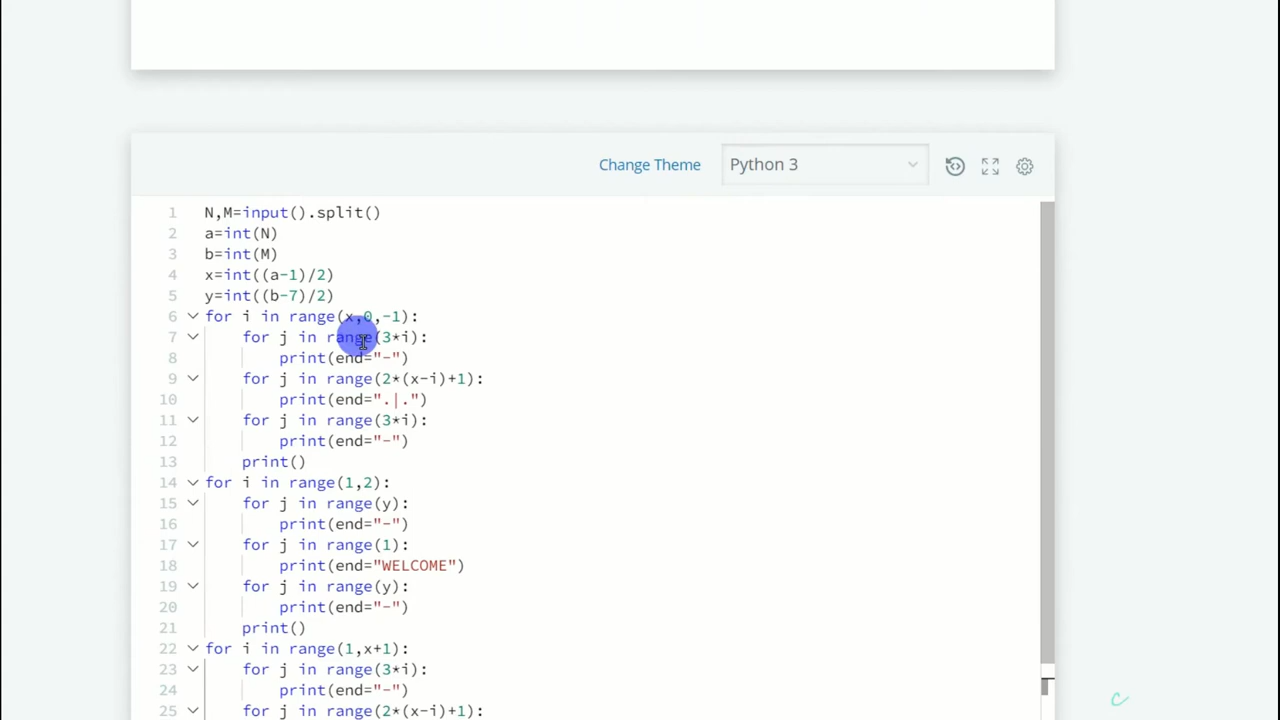 Change Theme
Python 3
1 N,M=input().split()
2 a=int(N)
3 b=int(M)
4 x=int((a-1)/2)
5 y=int((b-7)/2)
6 for i in range(x,0,-1):
7 for j in range(3*i):
8 print(end="-")
9 for j in range(2*(x-i)+1):
10 print(end=".|.")
11 for j in range(3*i):
12 print(end="-")
13 print()
14 for i in range(1,2):
15 for j in range(y):
16 print(end="-")
17 for j in range(1):
18 print(end="WELCOME")
19 for j in range(y):
20 print(end="-")
21 print()
22 for i in range(1,x+1):
23 for j in range(3*i):
24 print(end="-")
25 for j in range(2*(x-i)+1):